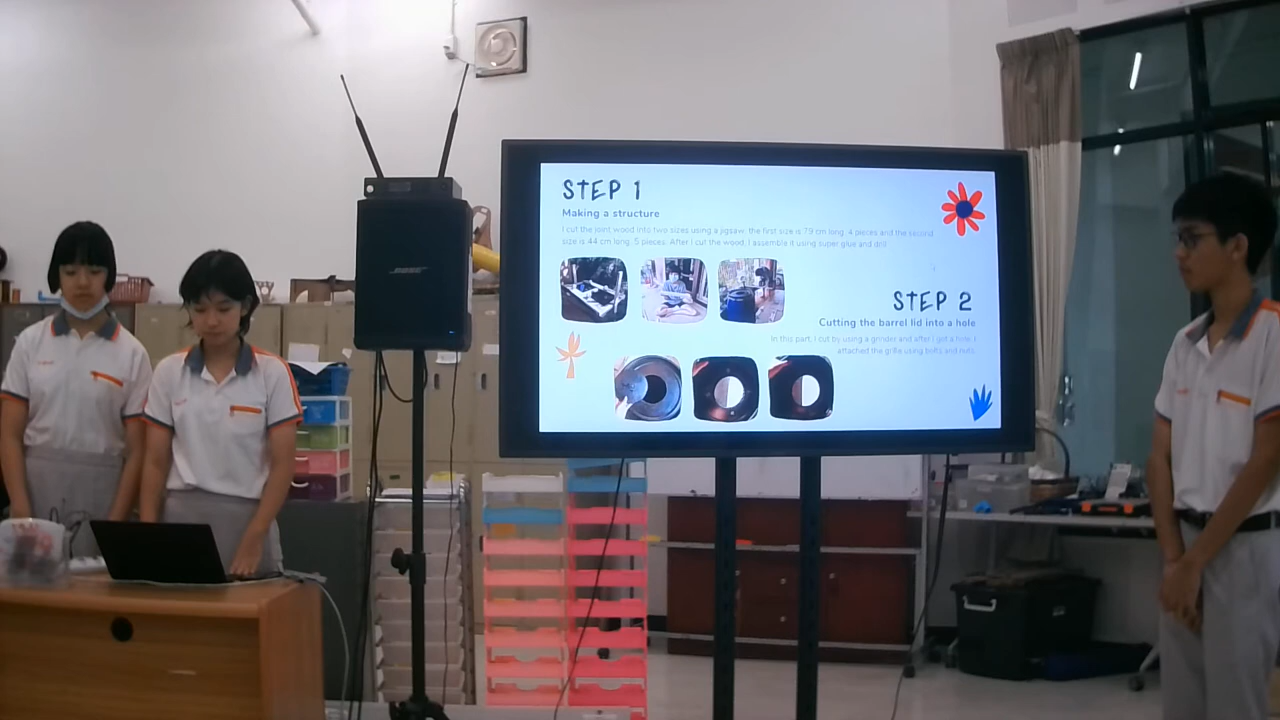 BOSE
STEP 1
Making a structure
I cut the joint wood into two sizes using a jigsaw. the first size is 79 cm long, 4 pieces and the second
size is 44 cm long, 5 pieces. After I cut the wood, I assemble it using super glue and drill.
STEP 2
Cutting the barrel lid into a hole
In this part, I cut by using a grinder and after I got a hole, I
attached the grille using bolts and nuts.